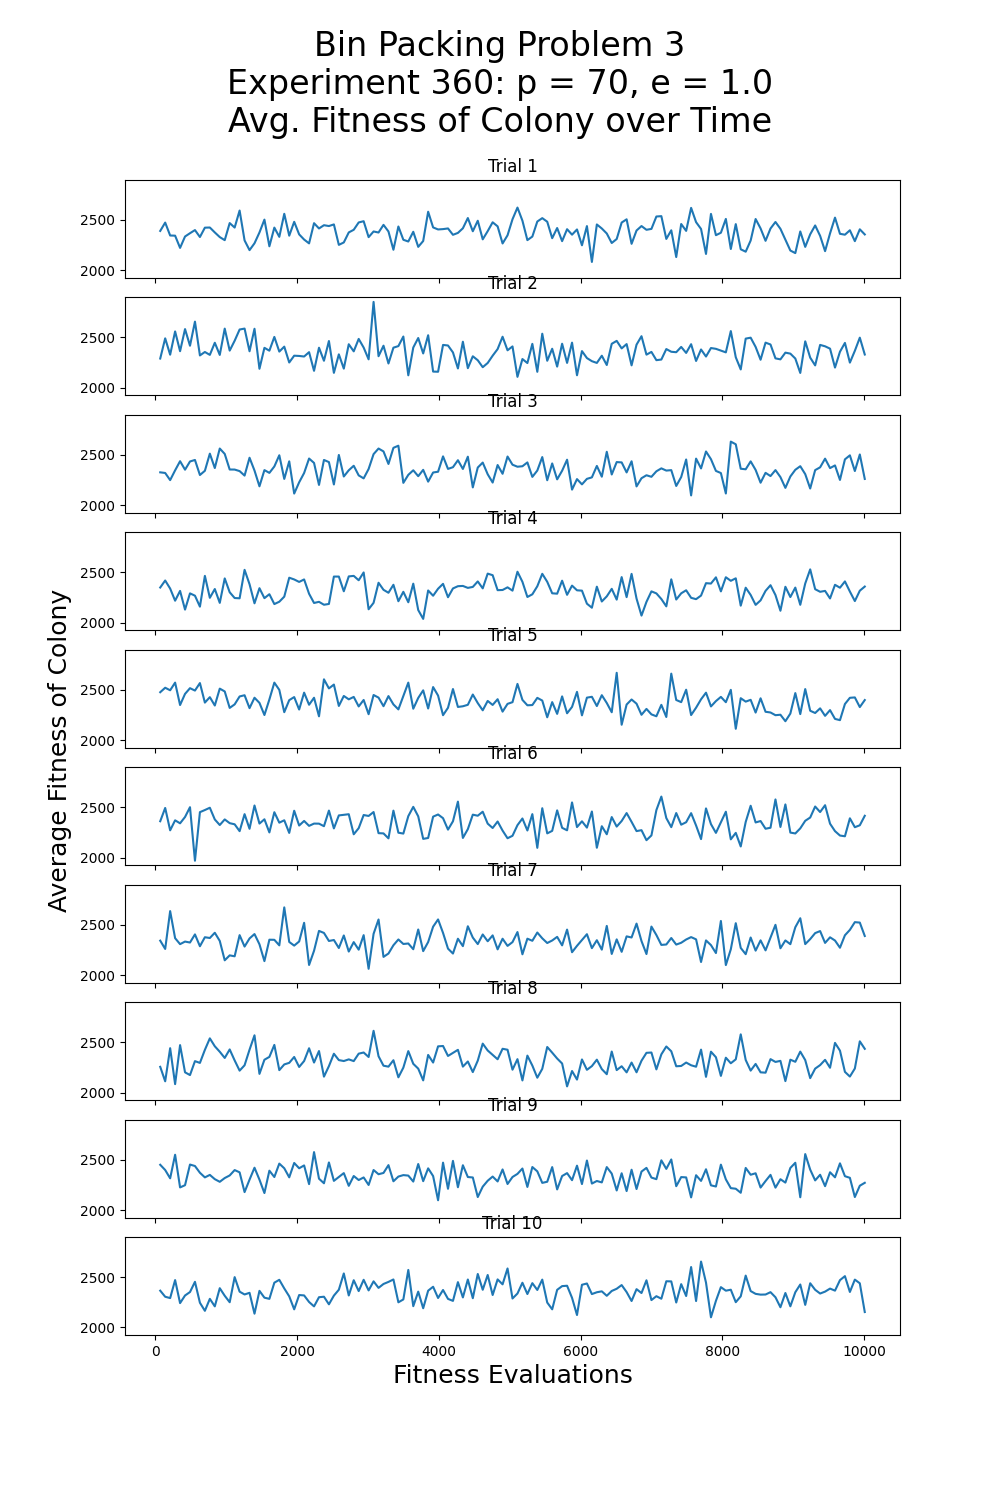 Bin Packing Problem 3
Experiment 360: p = 70, e = 1.0
Avg. Fitness of Colony over Time
Trial 1
2500
2000
Trial 2
2500
2000
Trial 3
2500
2000
Trial 4
2500
2000
Trial 5
2500
2000
Trial 6
2500
2000
Trial 7
2500
2000
Trial 8
2500
2000
Trial 9
2500
2000
Trial 10
2500
2000
0 2000 4000 6000 8000 10000
Fitness Evaluations
Average Fitness of Colony